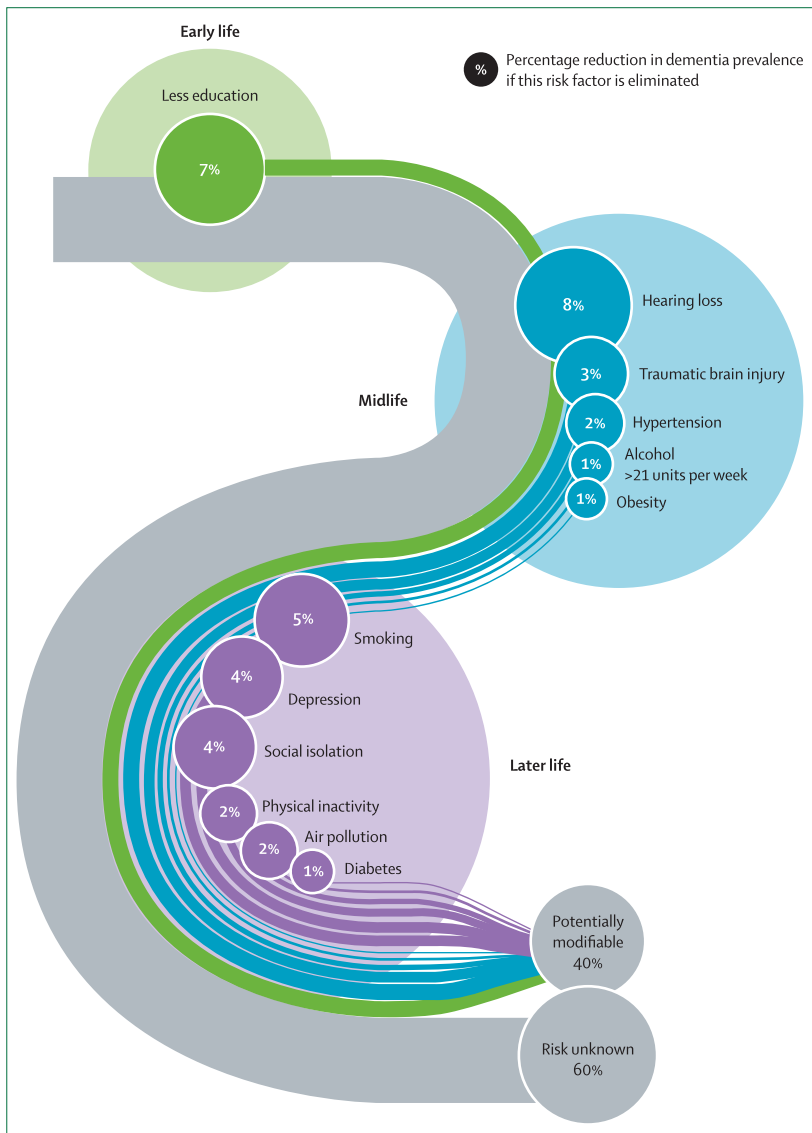 Early life
%
Percentage reduction in dementia prevalence
if this risk factor is eliminated
Less education
7%
8%
Hearing loss
3%
Traumatic brain injury
Midlife
2%
Hypertension
1%
Alcohol
>21 units per week
1%
Obesity
5%
Smoking
4%
Depression
4%
Social isolation
Later life
2%
Physical inactivity
2%
Air pollution
1%
Diabetes
Potentially
modifiable
40%
Risk unknown
60%